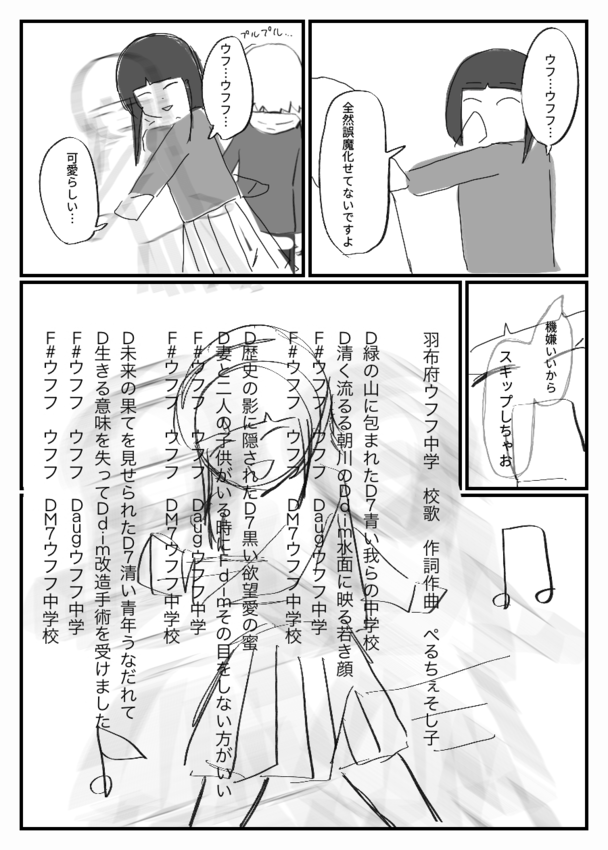 ウフ…ウフフ…
全然誤魔化せてないですよ
プルプル…
ウフ…ウフフ…
可愛らしい…
機嫌いいから
スキップしちゃお
羽布府ウフフ中学 校歌 作詞作曲 ぺるちぇそし子
D緑の山に包まれたD7青い我らの中学校
D清く流るる朝川のDdim水面に映る若き顔
F#ウフフ ウフフ Daugウフフ中学
F#ウフフ ウフフ DM7ウフフ中学校
D歴史の影に隠されたD7黒い欲望愛の蜜
D妻と二人の子供がいる時にFdimその目をしない方がいい
F#ウフフ ウフフ Daugウフフ中学
F#ウフフ ウフフ DM7ウフフ中学校
D未来の果てを見せられたD7清い青年うなだれて
D生きる意味を失ってDdim改造手術を受けました
F#ウフフ ウフフ Daugウフフ中学
F#ウフフ ウフフ DM7ウフフ中学校